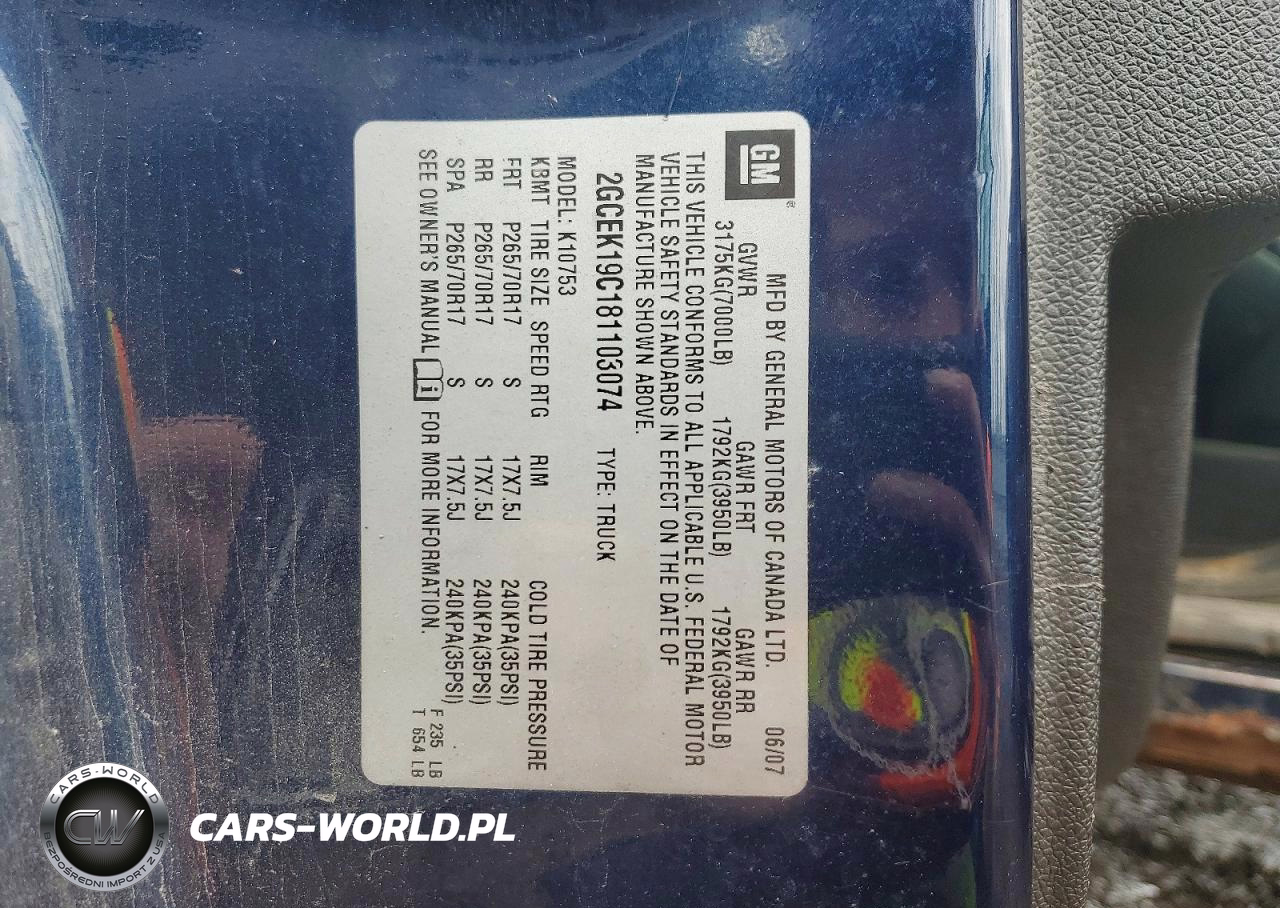 GM
MFD BY GENERAL MOTORS OF CANADA LTD. 06/07
GVWR GAWR FRT GAWR RR
3175KG(7000LB) 1792KG(3950LB) 1792KG(3950LB)
THIS VEHICLE CONFORMS TO ALL APPLICABLE U.S. FEDERAL MOTOR
VEHICLE SAFETY STANDARDS IN EFFECT ON THE DATE OF
MANUFACTURE SHOWN ABOVE.
2GCEK19C181103074 TYPE: TRUCK
MODEL: K10753
KBMT TIRE SIZE SPEED RTG RIM COLD TIRE PRESSURE
FRT P265/70R17 S 17X7.5J 240KPA(35PSI)
RR P265/70R17 S 17X7.5J 240KPA(35PSI)
SPA P265/70R17 S 17X7.5J 240KPA(35PSI)
SEE OWNER'S MANUAL i FOR MORE INFORMATION.
F 235 LB
T 654 LB
CARS-WORLD
CW
BEZPOŚREDNI IMPORT Z USA
CARS-WORLD.PL